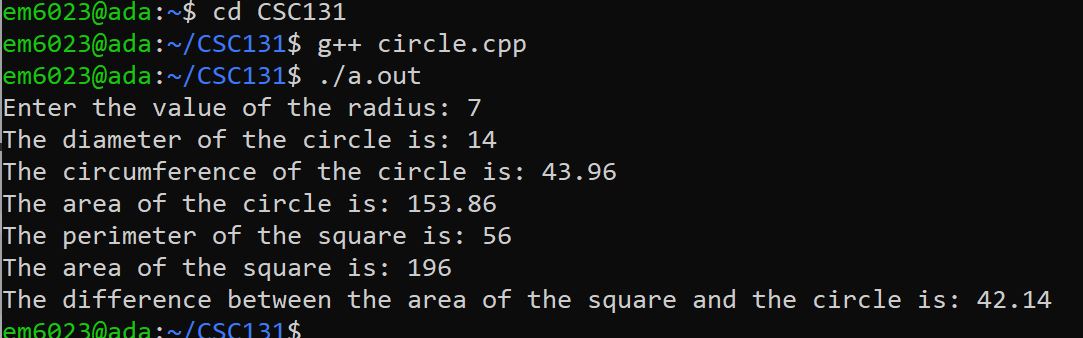 em6023@ada:~$ cd CSC131
em6023@ada:~/CSC131$ g++ circle.cpp
em6023@ada:~/CSC131$ ./a.out
Enter the value of the radius: 7
The diameter of the circle is: 14
The circumference of the circle is: 43.96
The area of the circle is: 153.86
The perimeter of the square is: 56
The area of the square is: 196
The difference between the area of the square and the circle is: 42.14
em6023@ada:~/CSC131$